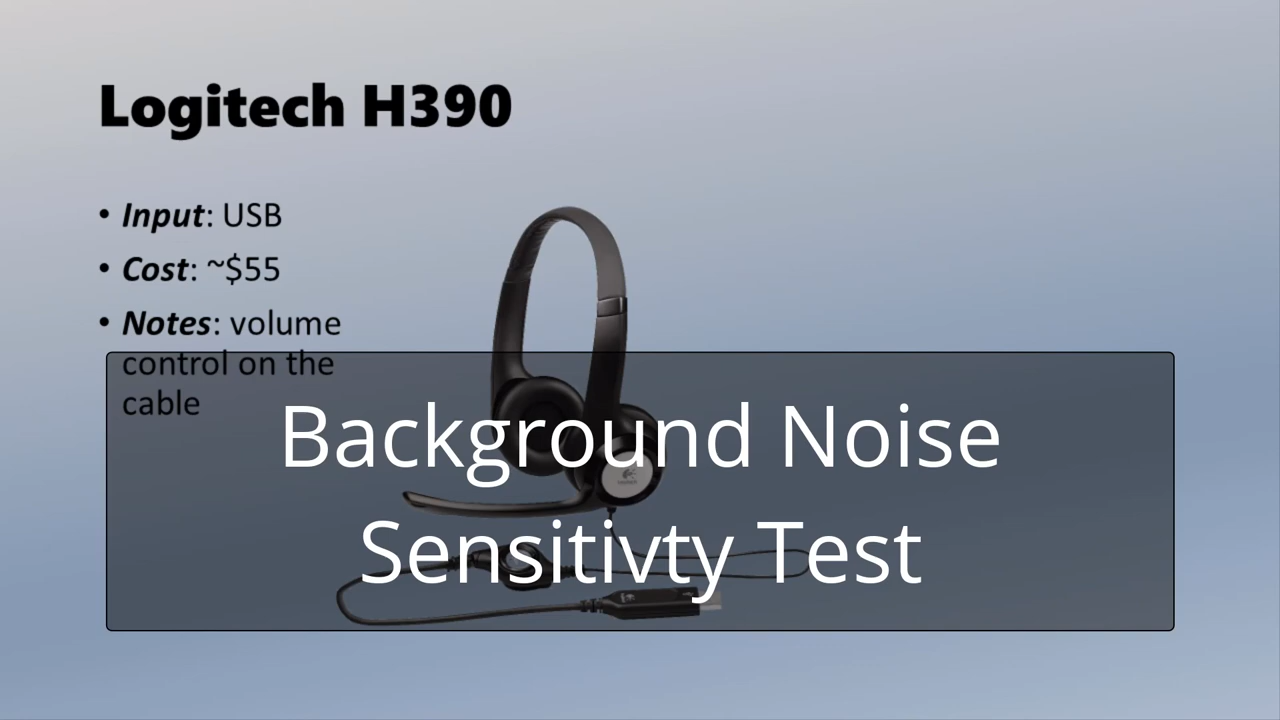 Logitech H390
• Input: USB
• Cost: ~$55
• Notes: volume
control on the
cable
Background Noise
Sensitivty Test